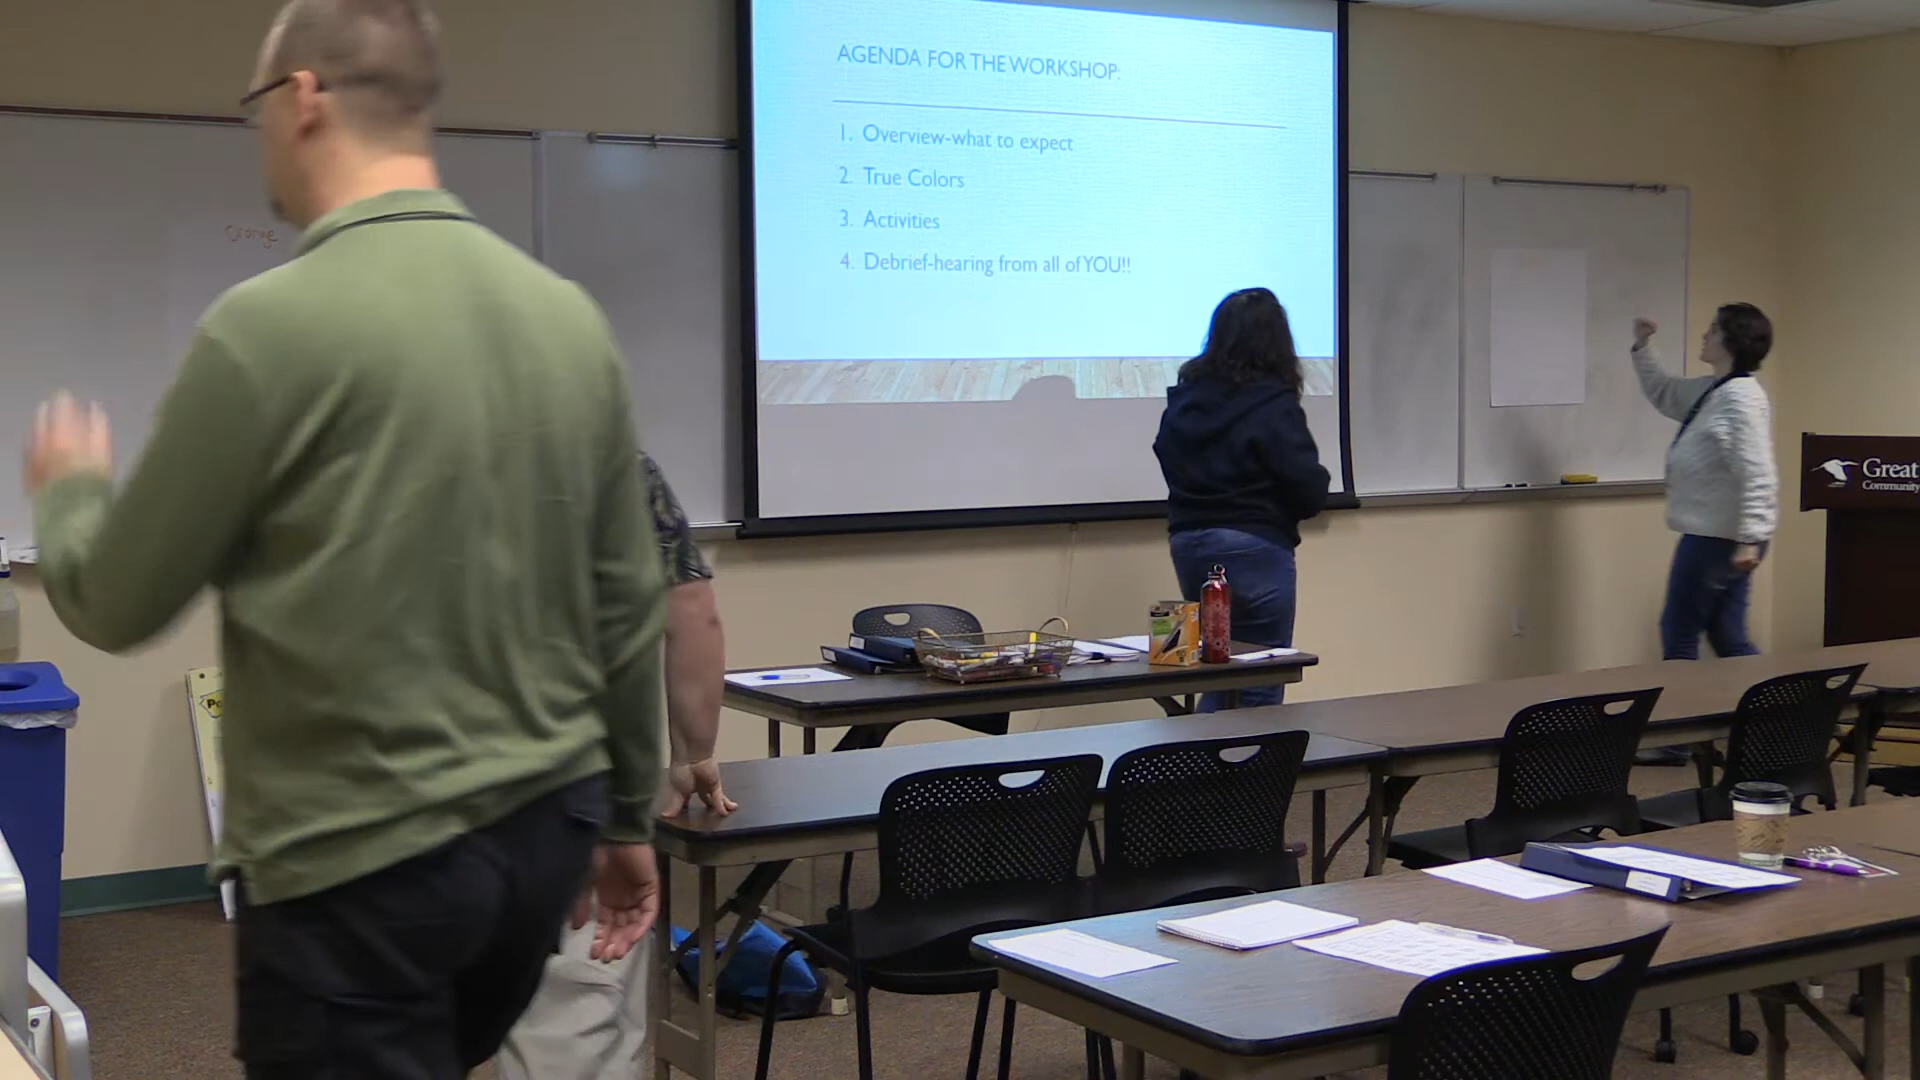 AGENDA FOR THE WORKSHOP:
1. Overview-what to expect
2. True Colors
3. Activities
4. Debrief-hearing from all of YOU!!
Orange
Great
Community